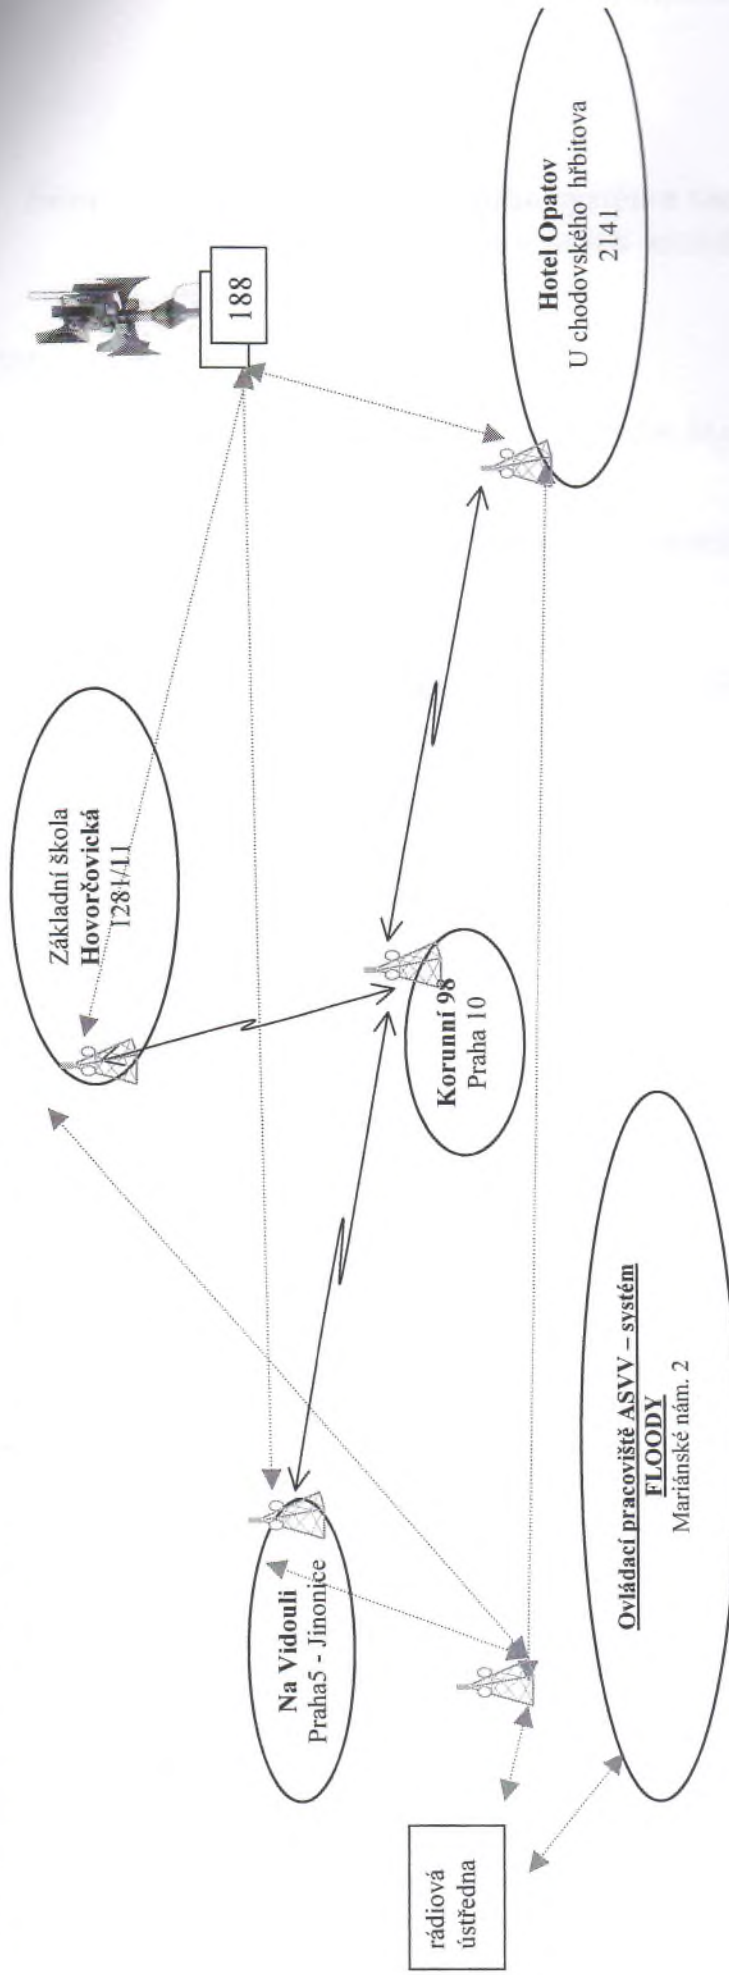 188
Hotel Opatov
U chodovského hřbitova
2141
Základní škola
Hovorčovická
1281/11
Korunní 98
Praha 10
Na Vidouli
Praha5 - Jinonice
Ovládací pracoviště ASVV – systém
FLOODY
Mariánské nám. 2
rádiová
ústředna